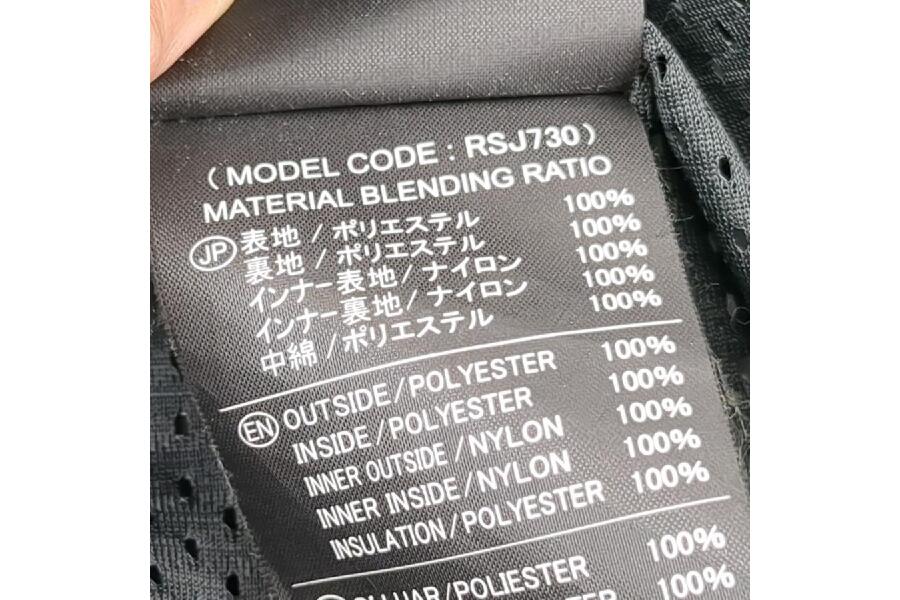 ( MODEL CODE : RSJ730 )
MATERIAL BLENDING RATIO
JP 表地 / ポリエステル 100%
裏地 / ポリエステル 100%
インナー表地 / ナイロン 100%
インナー裏地 / ナイロン 100%
中綿 / ポリエステル 100%
EN OUTSIDE / POLYESTER 100%
INSIDE / POLYESTER 100%
INNER OUTSIDE / NYLON 100%
INNER INSIDE / NYLON 100%
INSULATION / POLYESTER 100%
/ POLIESTER 100%
100%